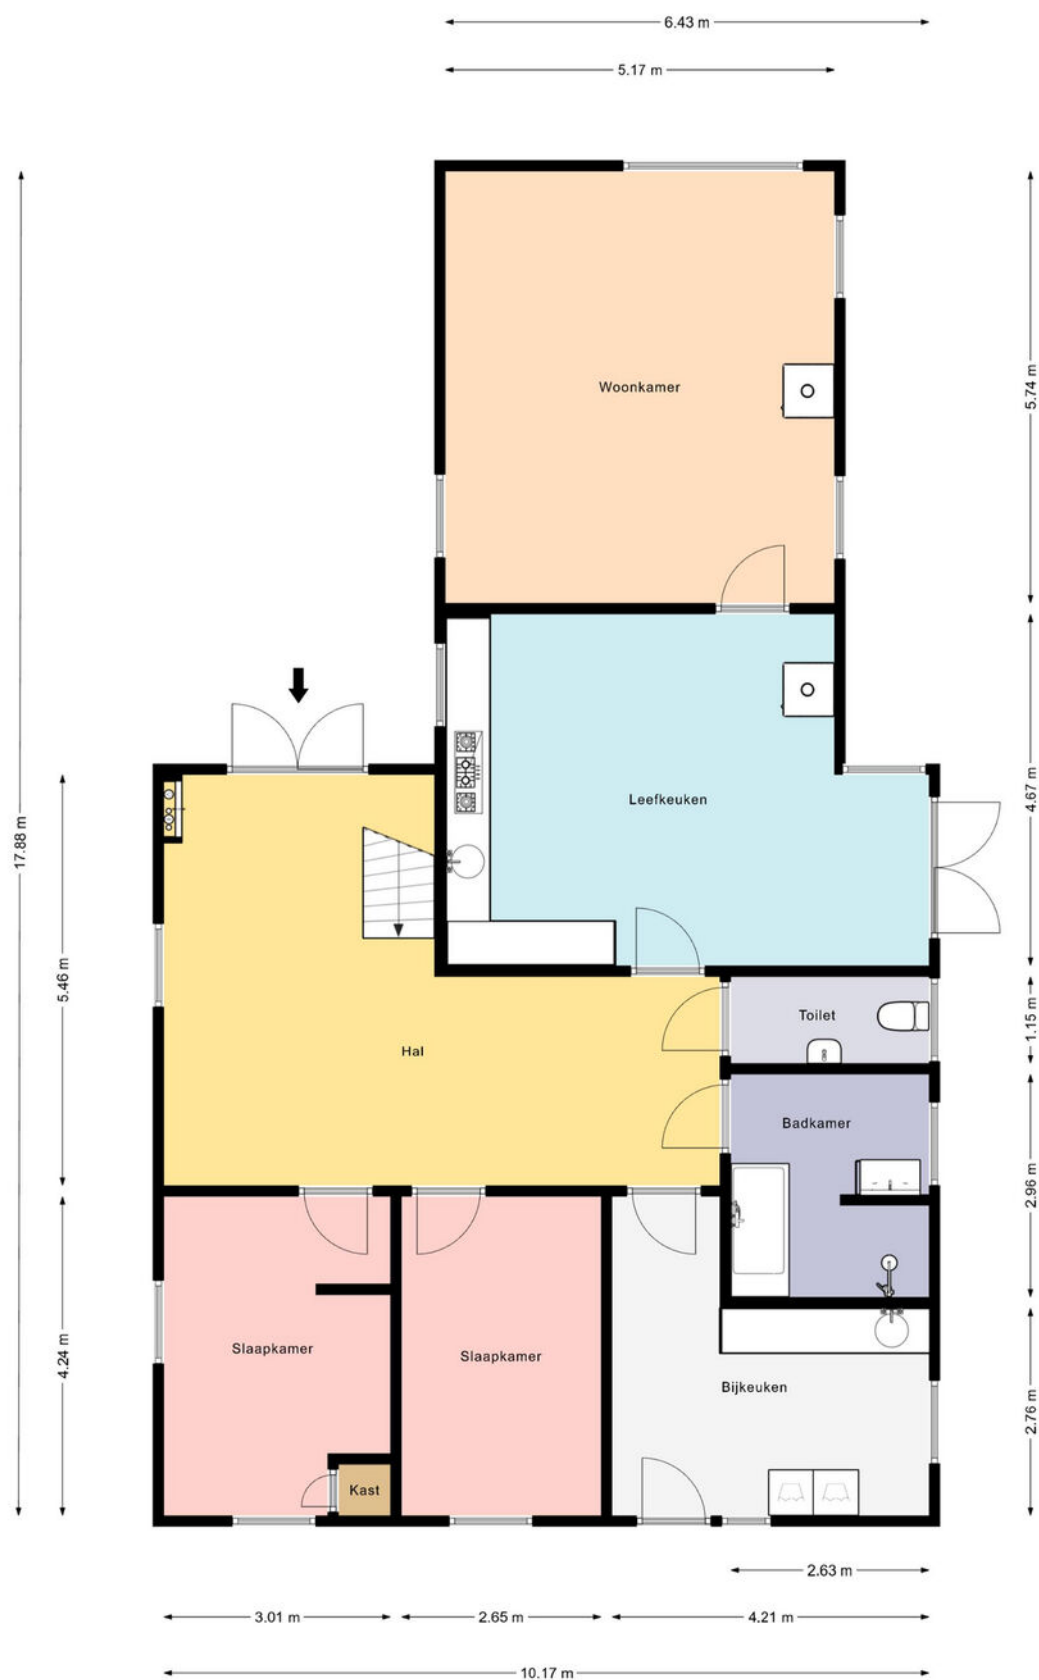 6.43 m
5.17 m
Woonkamer
5.74 m
Leefkeuken
4.67 m
17.88 m
5.46 m
Toilet
1.15 m
Hal
Badkamer
2.96 m
Slaapkamer
Slaapkamer
4.24 m
Bijkeuken
2.76 m
Kast
2.63 m
3.01 m
2.65 m
4.21 m
10.17 m